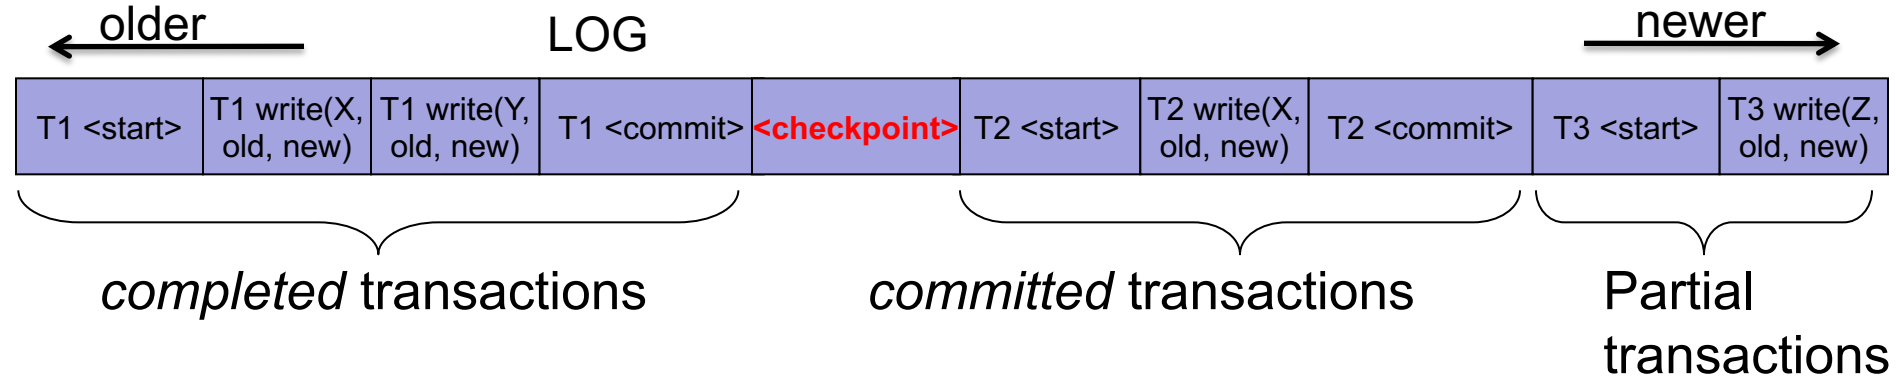 older
LOG
newer
T1 <start>
T1 write(X,
old, new)
T1 write(Y,
old, new)
T1 <commit>
<checkpoint>
T2 <start>
T2 write(X,
old, new)
T2 <commit>
T3 <start>
T3 write(Z,
old, new)
completed transactions
committed transactions
Partial
transactions